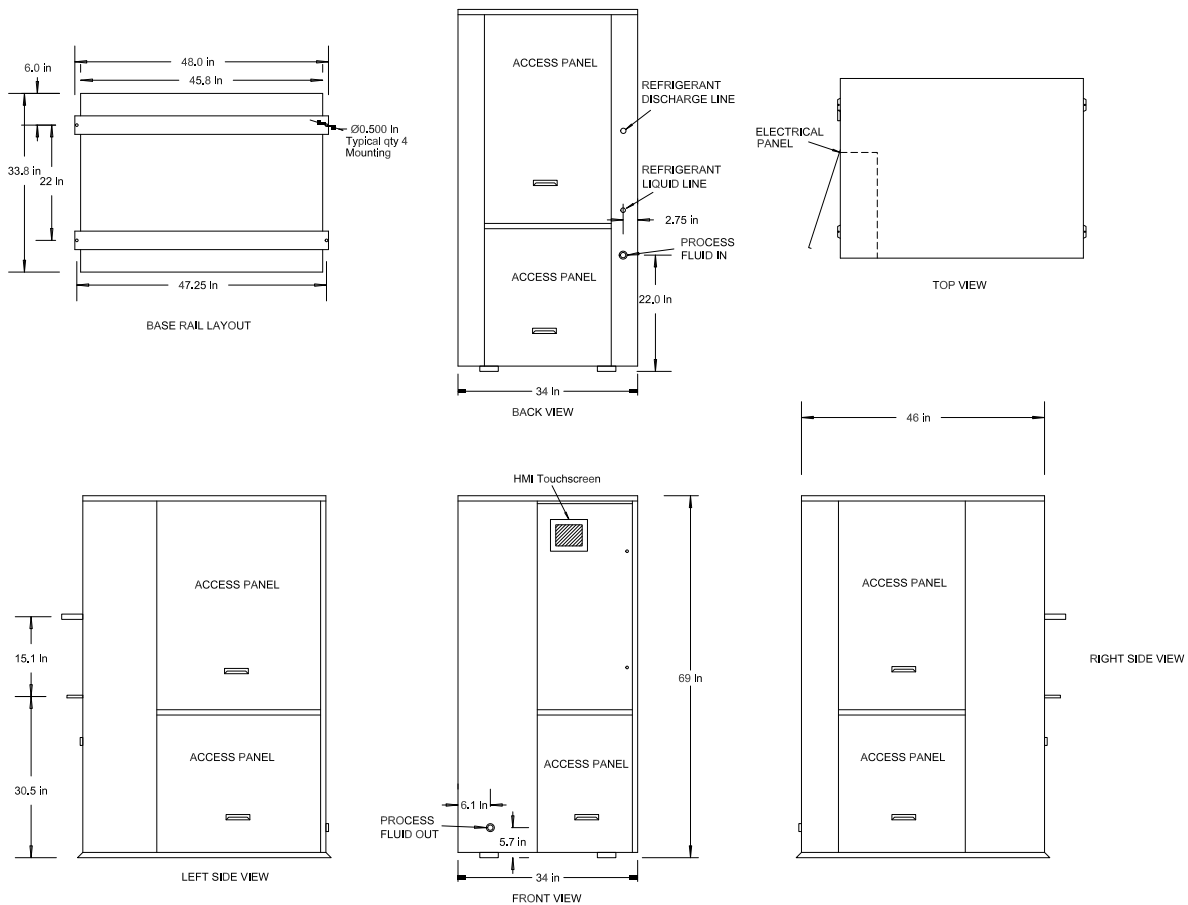 48.0 in
6.0 in
45.8 in
Ø0.500 In
Typical qty 4
Mounting
33.8 in
22 In
47.25 in
BASE RAIL LAYOUT
ACCESS PANEL
REFRIGERANT
DISCHARGE LINE
REFRIGERANT
LIQUID LINE
2.75 in
PROCESS
FLUID IN
ACCESS PANEL
22.0 In
34 In
BACK VIEW
ELECTRICAL
PANEL
TOP VIEW
ACCESS PANEL
15.1 In
ACCESS PANEL
30.5 in
LEFT SIDE VIEW
HMI Touchscreen
69 In
ACCESS PANEL
6.1 In
PROCESS
FLUID OUT
5.7 in
34 in
FRONT VIEW
46 in
ACCESS PANEL
RIGHT SIDE VIEW
ACCESS PANEL